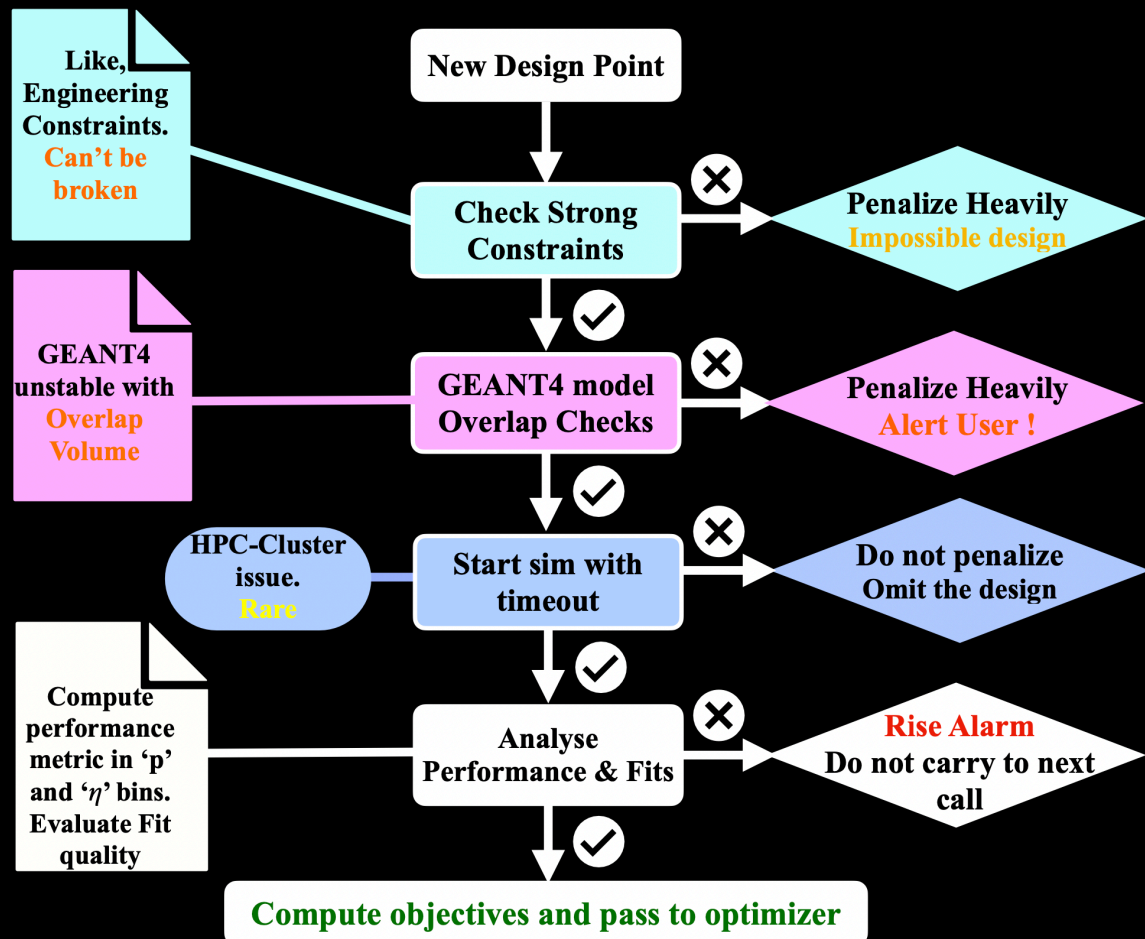 Like,
Engineering
Constraints.
Can't be
broken
New Design Point
Check Strong
Constraints
Penalize Heavily
Impossible design
GEANT4
unstable with
Overlap
Volume
GEANT4 model
Overlap Checks
Penalize Heavily
Alert User !
HPC-Cluster
issue.
Rare
Start sim with
timeout
Do not penalize
Omit the design
Compute
performance
metric in ‘p’
and ‘η’ bins.
Evaluate Fit
quality
Analyse
Performance & Fits
Rise Alarm
Do not carry to next
call
Compute objectives and pass to optimizer